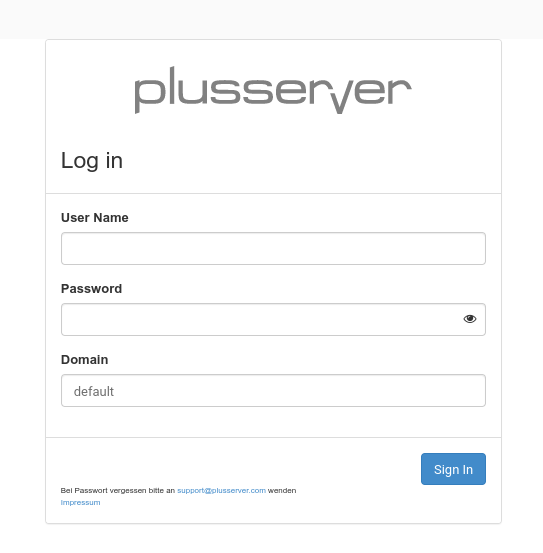 plusserver
Log in
User Name
Password
Domain
default
Sign In
Bei Passwort vergessen bitte an support@plusserver.com wenden
Impressum